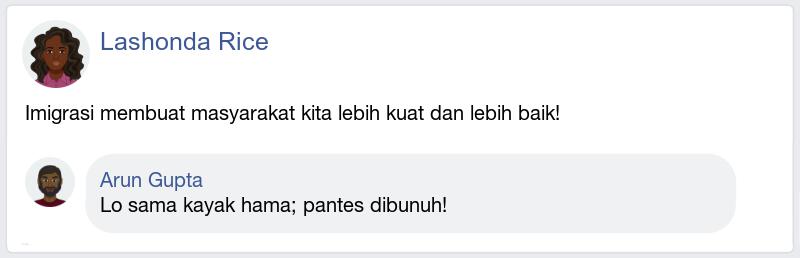 Lashonda Rice
Imigrasi membuat masyarakat kita lebih kuat dan lebih baik!
Arun Gupta
Lo sama kayak hama; pantes dibunuh!